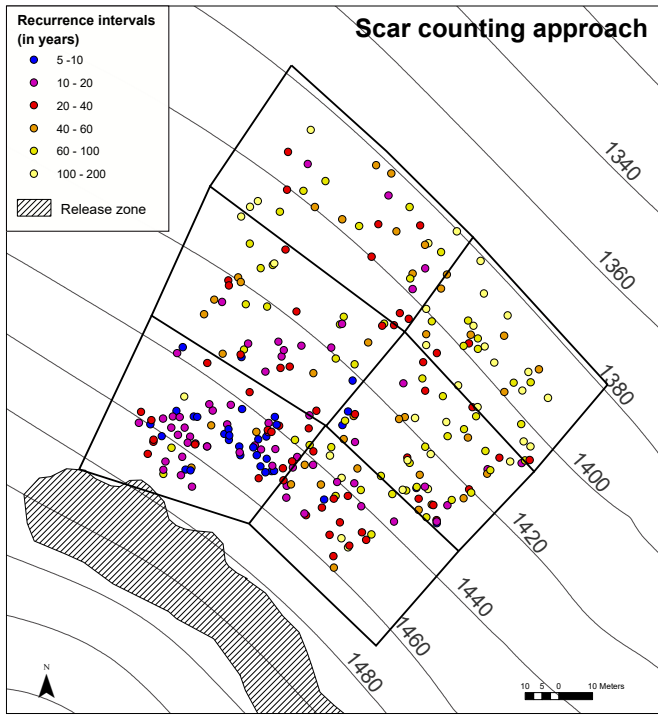 Recurrence intervals
(in years)
5 -10
10 - 20
20 - 40
40 - 60
60 - 100
100 - 200
Release zone
Scar counting approach
1340
1360
1380
1400
1420
1440
1460
1480
N
10 5 0 10 Meters